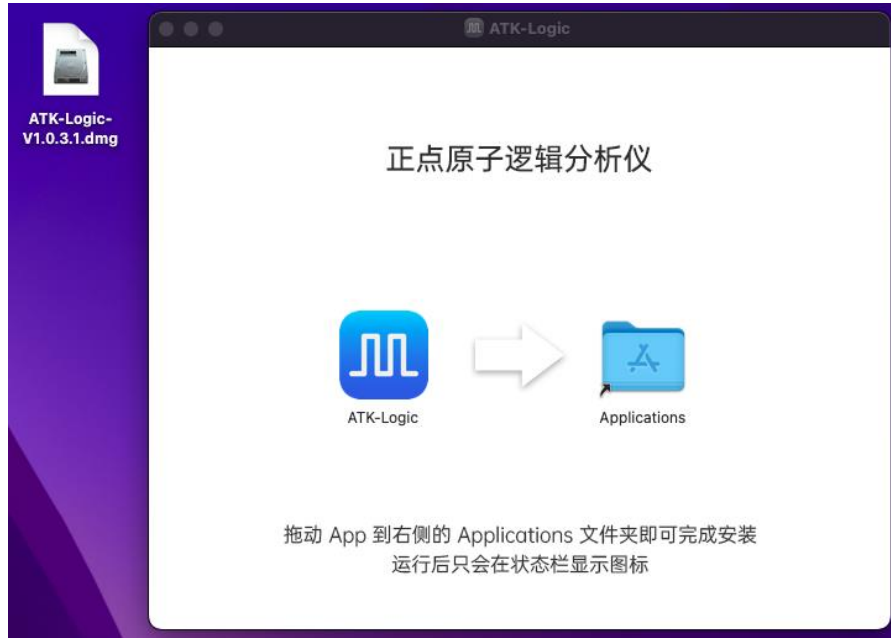 ATK-Logic-
V1.0.3.1.dmg
ATK-Logic
正点原子逻辑分析仪
ATK-Logic
Applications
拖动 App 到右侧的 Applications 文件夹即可完成安装
运行后只会在状态栏显示图标